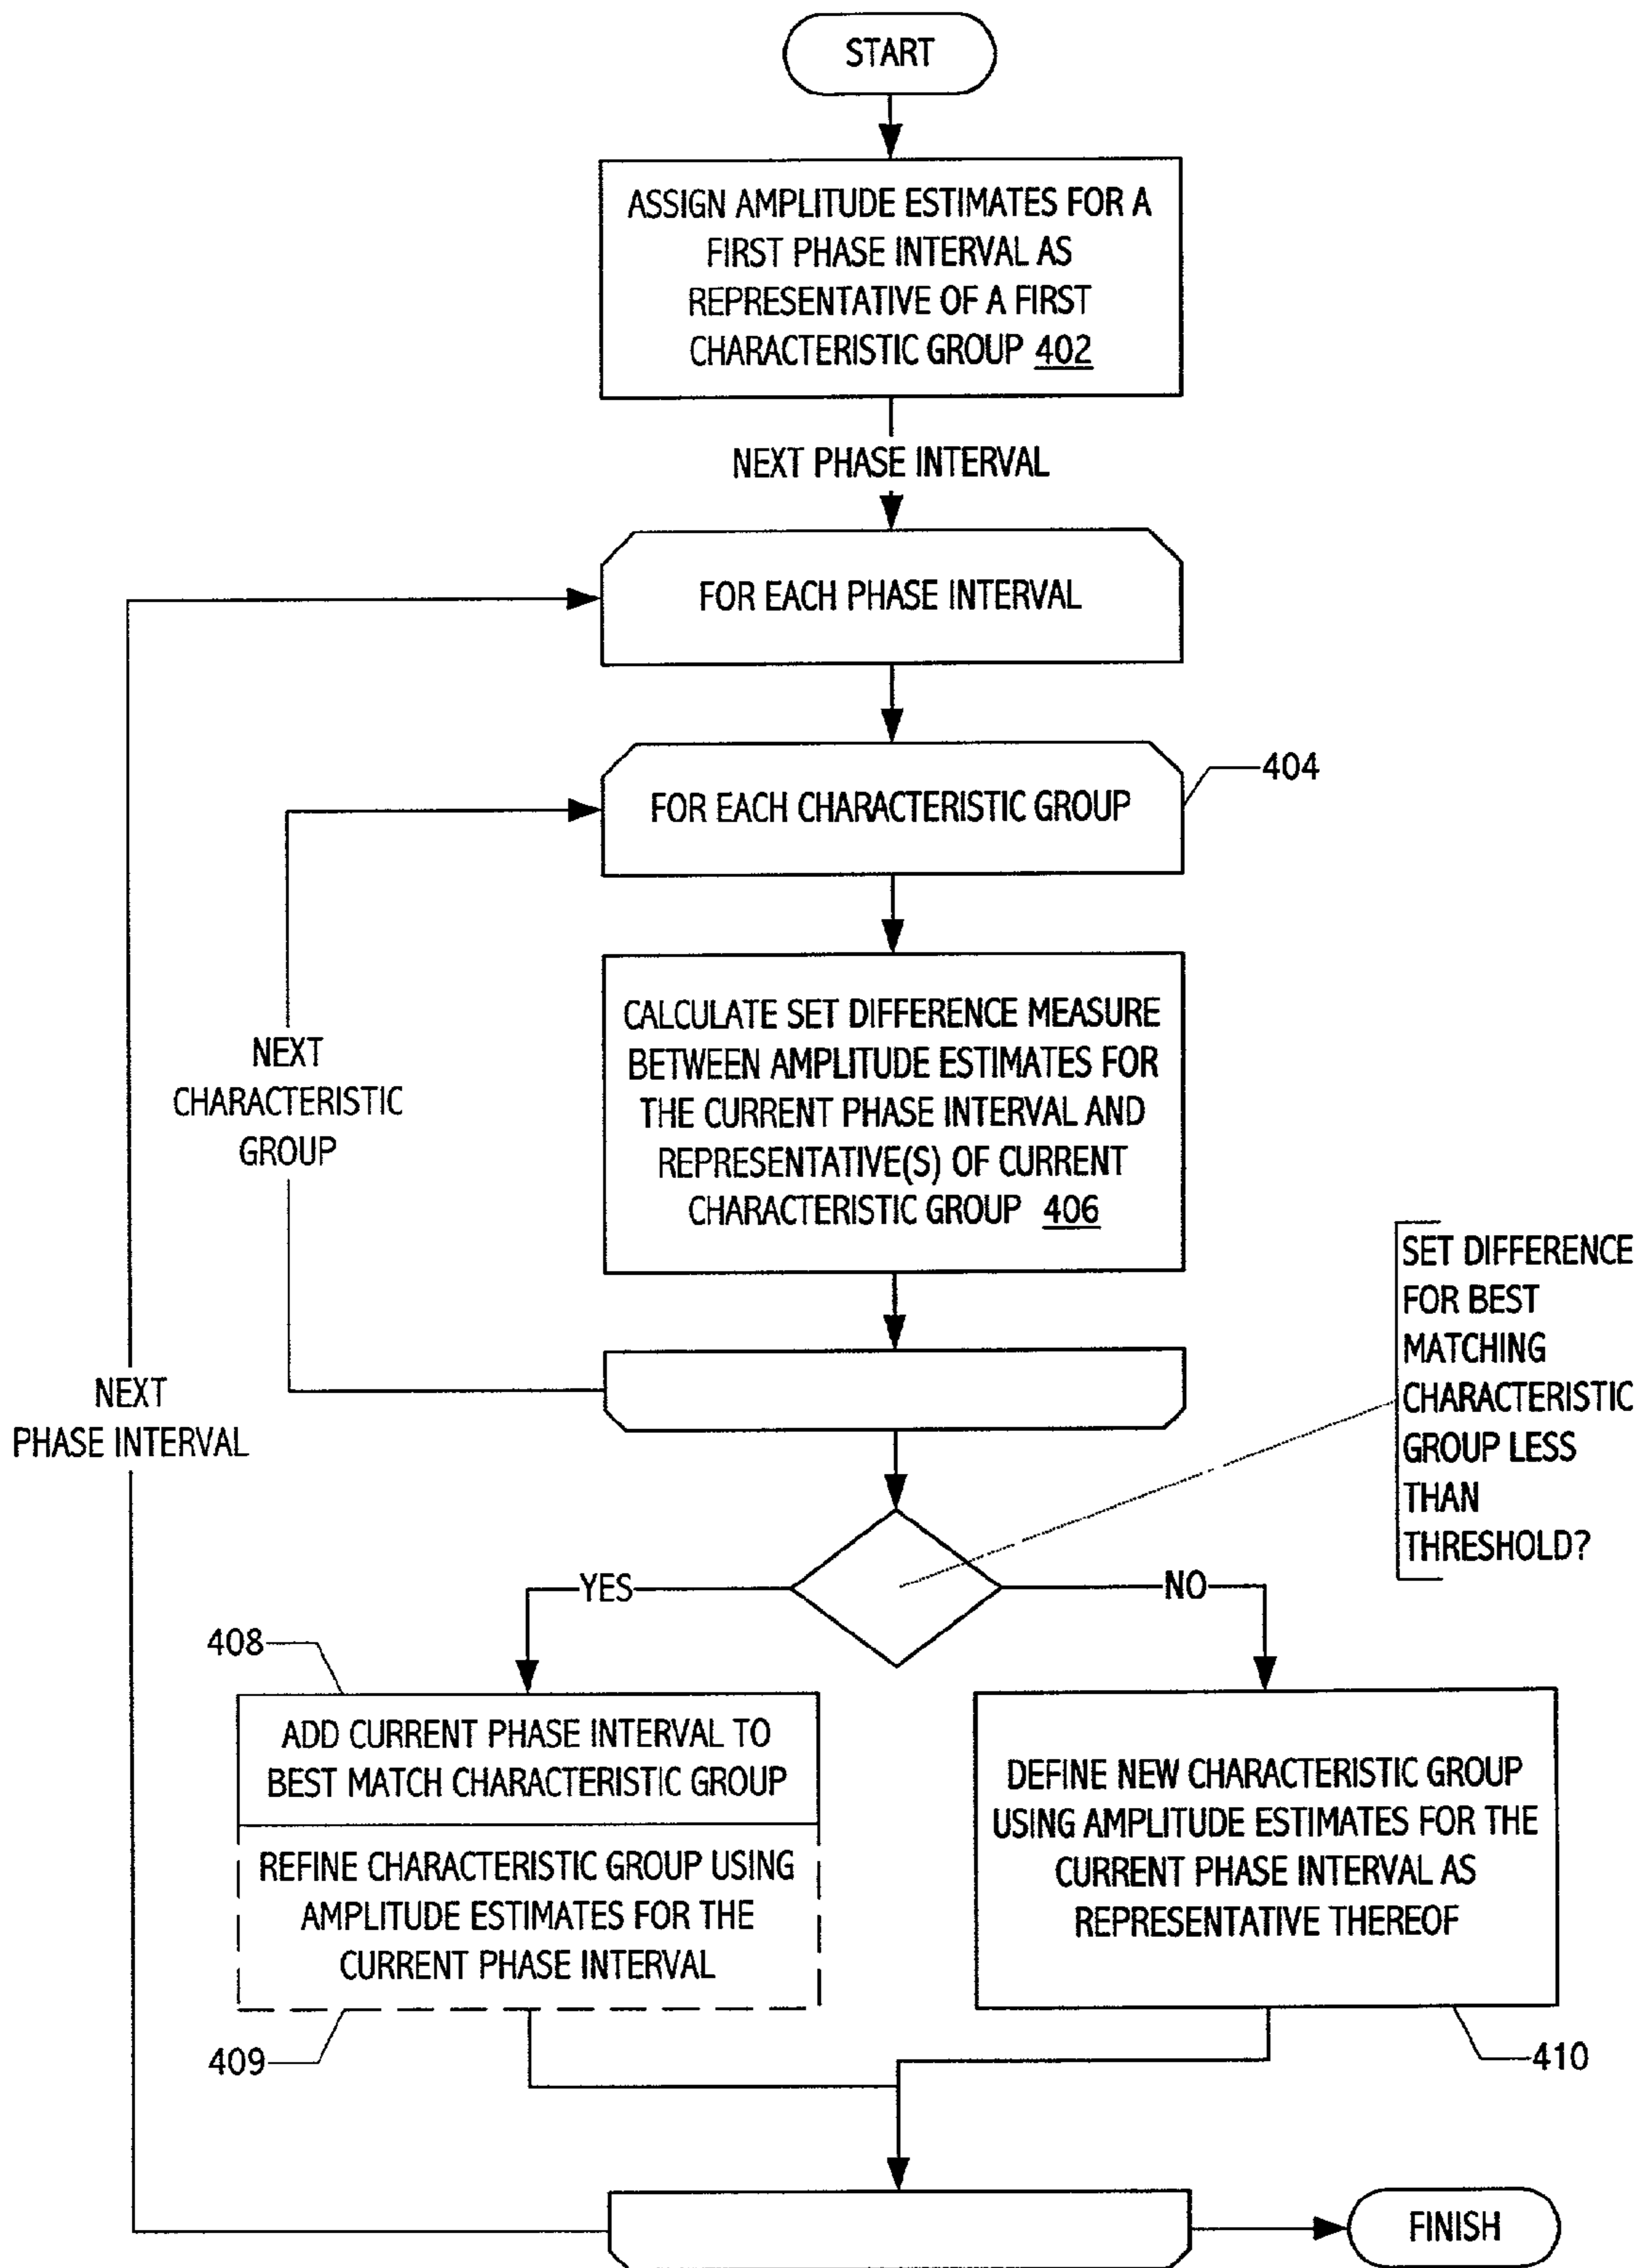 START
ASSIGN AMPLITUDE ESTIMATES FOR A
FIRST PHASE INTERVAL AS
REPRESENTATIVE OF A FIRST
CHARACTERISTIC GROUP 402
NEXT PHASE INTERVAL
FOR EACH PHASE INTERVAL
404
FOR EACH CHARACTERISTIC GROUP
CALCULATE SET DIFFERENCE MEASURE
BETWEEN AMPLITUDE ESTIMATES FOR
THE CURRENT PHASE INTERVAL AND
REPRESENTATIVE(S) OF CURRENT
CHARACTERISTIC GROUP 406
NEXT
CHARACTERISTIC
GROUP
SET DIFFERENCE
FOR BEST
MATCHING
CHARACTERISTIC
GROUP LESS
THAN
THRESHOLD?
NEXT
PHASE INTERVAL
YES
NO
408
ADD CURRENT PHASE INTERVAL TO
BEST MATCH CHARACTERISTIC GROUP
REFINE CHARACTERISTIC GROUP USING
AMPLITUDE ESTIMATES FOR THE
CURRENT PHASE INTERVAL
409
DEFINE NEW CHARACTERISTIC GROUP
USING AMPLITUDE ESTIMATES FOR THE
CURRENT PHASE INTERVAL AS
REPRESENTATIVE THEREOF
410
FINISH